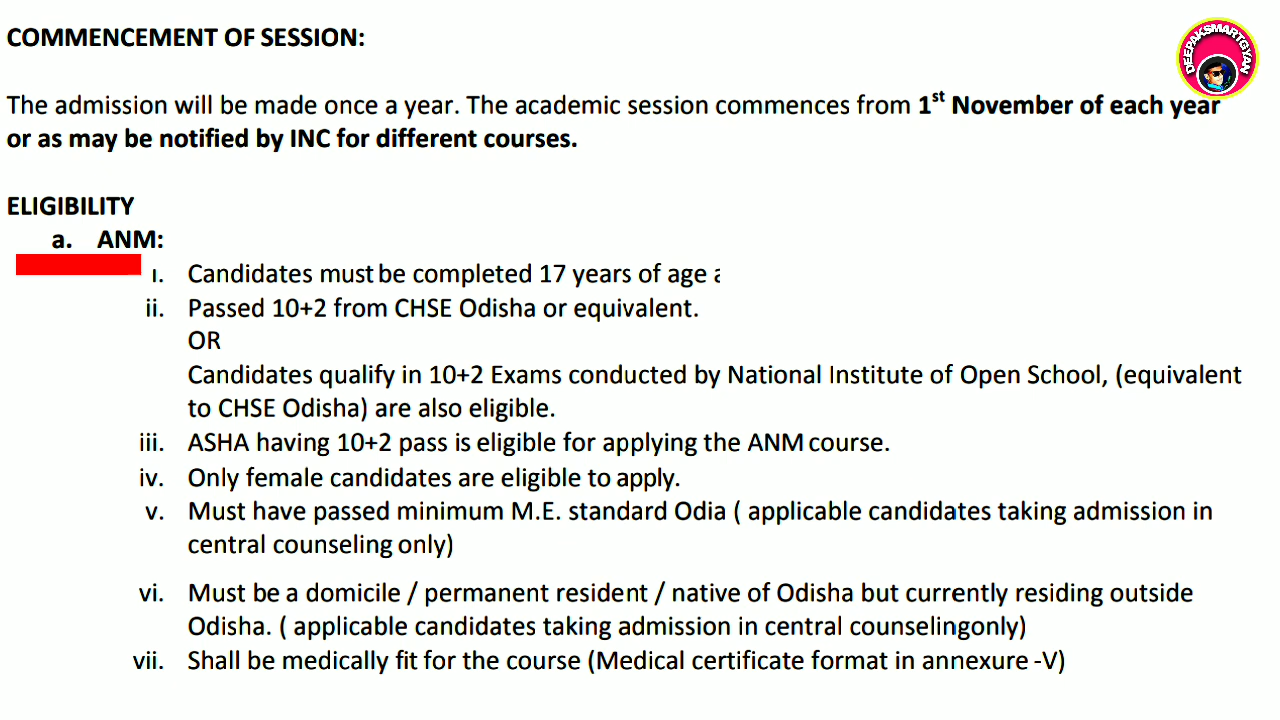 COMMENCEMENT OF SESSION:
DEEPAKSMARTGYAN
The admission will be made once a year. The academic session commences from 1st November of each year
or as may be notified by INC for different courses.
ELIGIBILITY
a. ANM:
i. Candidates must be completed 17 years of age
ii. Passed 10+2 from CHSE Odisha or equivalent.
OR
Candidates qualify in 10+2 Exams conducted by National Institute of Open School, (equivalent
to CHSE Odisha) are also eligible.
iii. ASHA having 10+2 pass is eligible for applying the ANM course.
iv. Only female candidates are eligible to apply.
v. Must have passed minimum M.E. standard Odia ( applicable candidates taking admission in
central counseling only)
vi. Must be a domicile / permanent resident / native of Odisha but currently residing outside
Odisha. ( applicable candidates taking admission in central counselingonly)
vii. Shall be medically fit for the course (Medical certificate format in annexure -V)